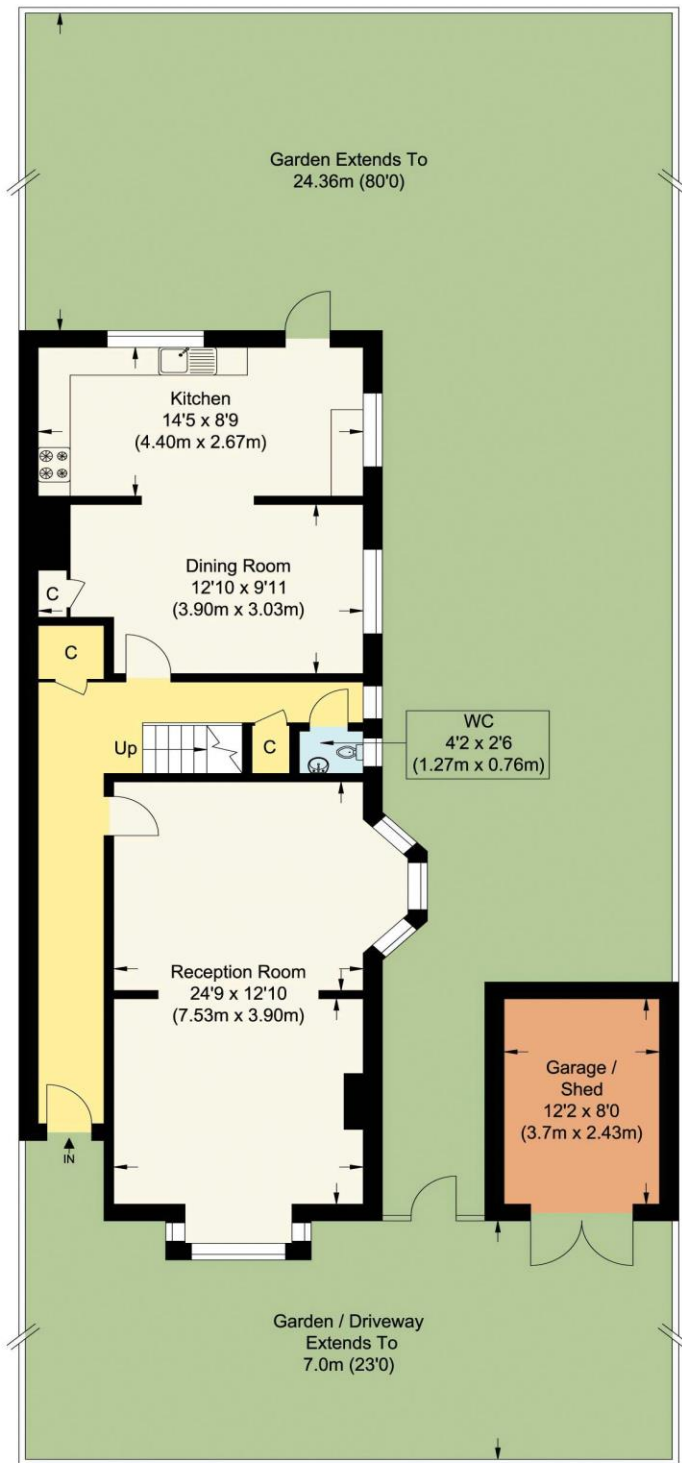 Garden Extends To
24.36m (80'0)
Kitchen
14'5 x 8'9
(4.40m x 2.67m)
Dining Room
12'10 x 9'11
(3.90m x 3.03m)
C
C
Up
C
WC
4'2 x 2'6
(1.27m x 0.76m)
Reception Room
24'9 x 12'10
(7.53m x 3.90m)
Garage /
Shed
12'2 x 8'0
(3.7m x 2.43m)
IN
Garden / Driveway
Extends To
7.0m (23'0)